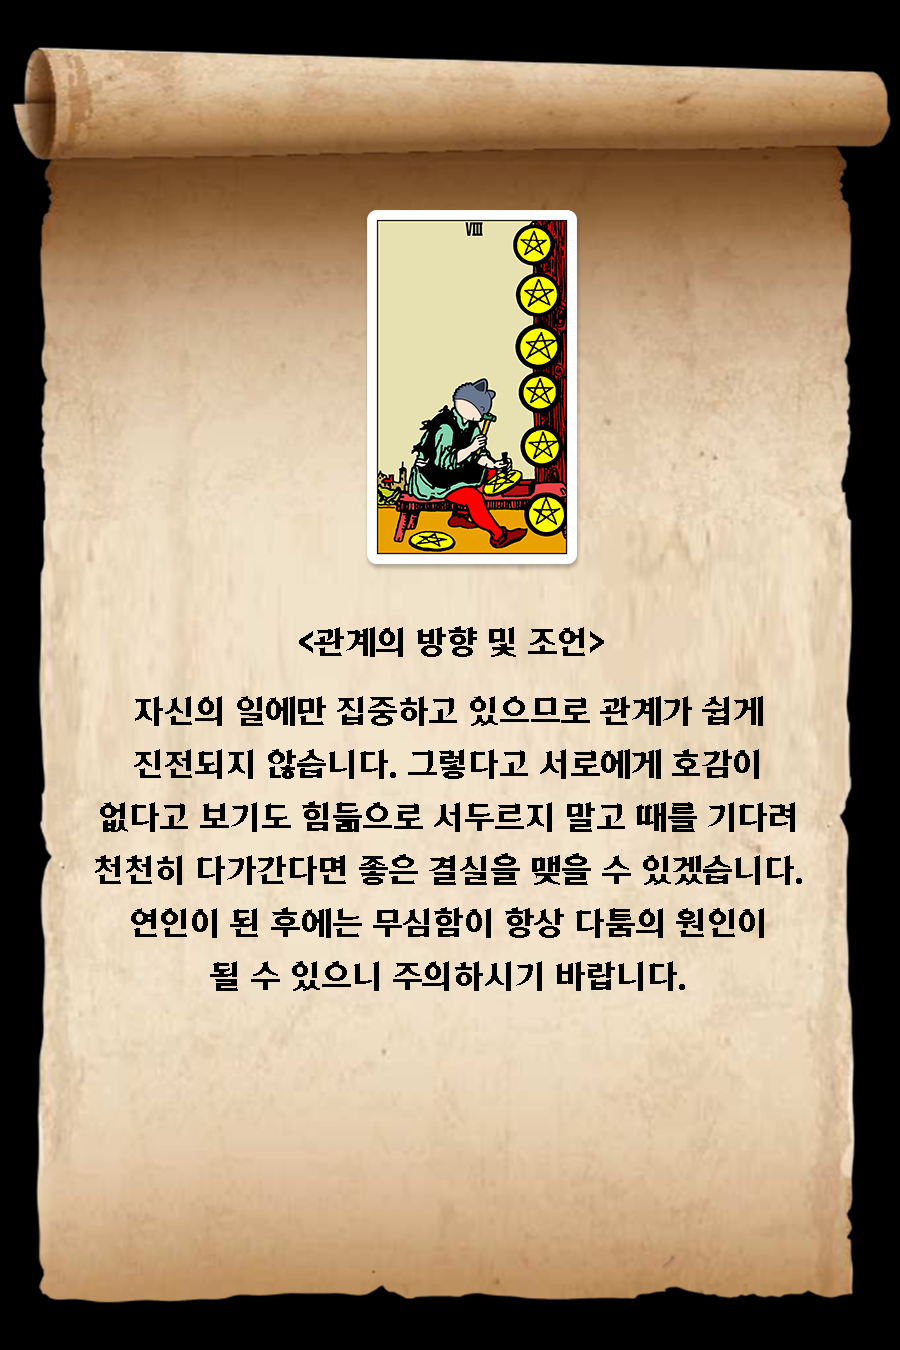 VIII
<관계의 방향 및 조언>
자신의 일에만 집중하고 있으므로 관계가 쉽게
진전되지 않습니다. 그렇다고 서로에게 호감이
없다고 보기도 힘듦으로 서두르지 말고 때를 기다려
천천히 다가간다면 좋은 결실을 맺을 수 있겠습니다.
연인이 된 후에는 무심함이 항상 다툼의 원인이
될 수 있으니 주의하시기 바랍니다.